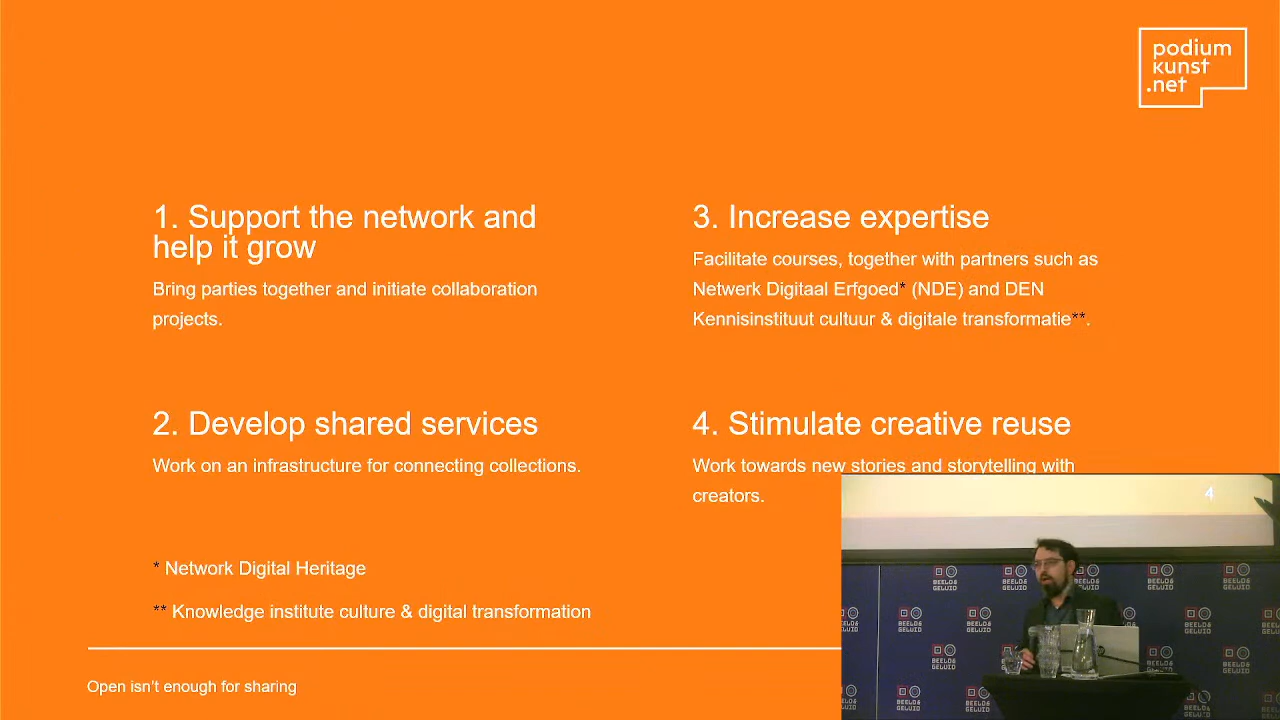 podium
kunst
.net
1. Support the network and
help it grow
Bring parties together and initiate collaboration
projects.
2. Develop shared services
Work on an infrastructure for connecting collections.
3. Increase expertise
Facilitate courses, together with partners such as
Netwerk Digitaal Erfgoed* (NDE) and DEN
Kennisinstituut cultuur & digitale transformatie**.
4. Stimulate creative reuse
Work towards new stories and storytelling with
creators.
* Network Digital Heritage
** Knowledge institute culture & digital transformation
Open isn't enough for sharing
4
BEELD&
GELUID